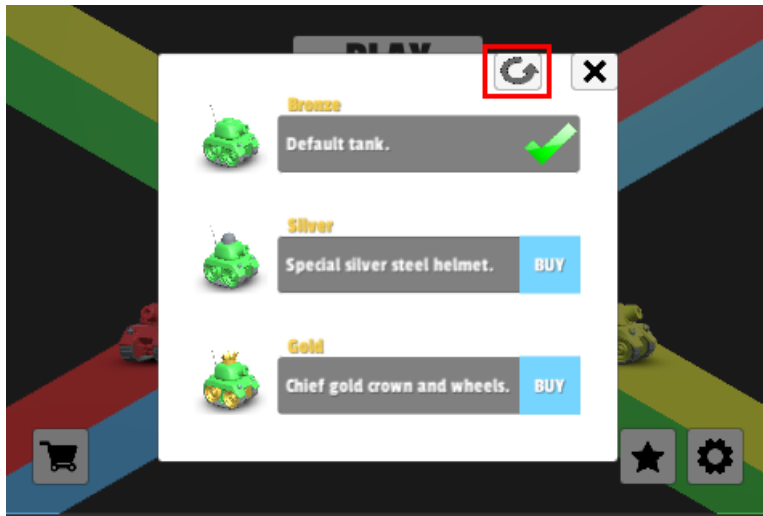 PLAY
Bronze
Default tank.
Silver
Special silver steel helmet.
BUY
Gold
Chief gold crown and wheels.
BUY